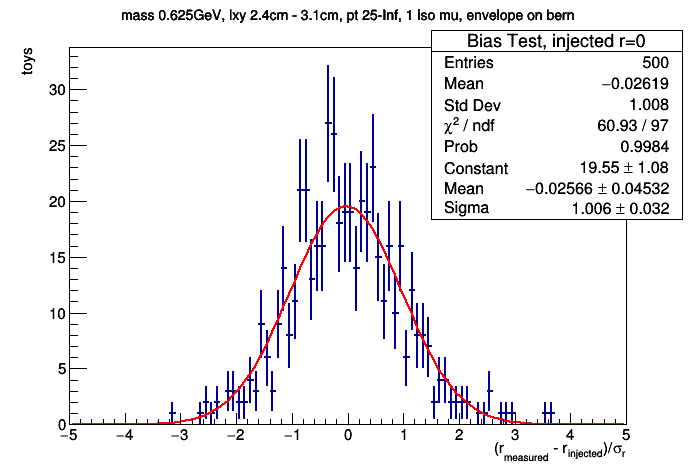 mass 0.625GeV, lxy 2.4cm - 3.1cm, pt 25-Inf, 1 Iso mu, envelope on bern
Bias Test, injected r=0
Entries 500
Mean −0.02619
Std Dev 1.008
χ² / ndf 60.93 / 97
Prob 0.9984
Constant 19.55 ± 1.08
Mean −0.02566 ± 0.04532
Sigma 1.006 ± 0.032
toys
30
25
20
15
10
5
0
−5 −4 −3 −2 −1 0 1 2 3 4 5
(r_measured - r_injected)/σ_r